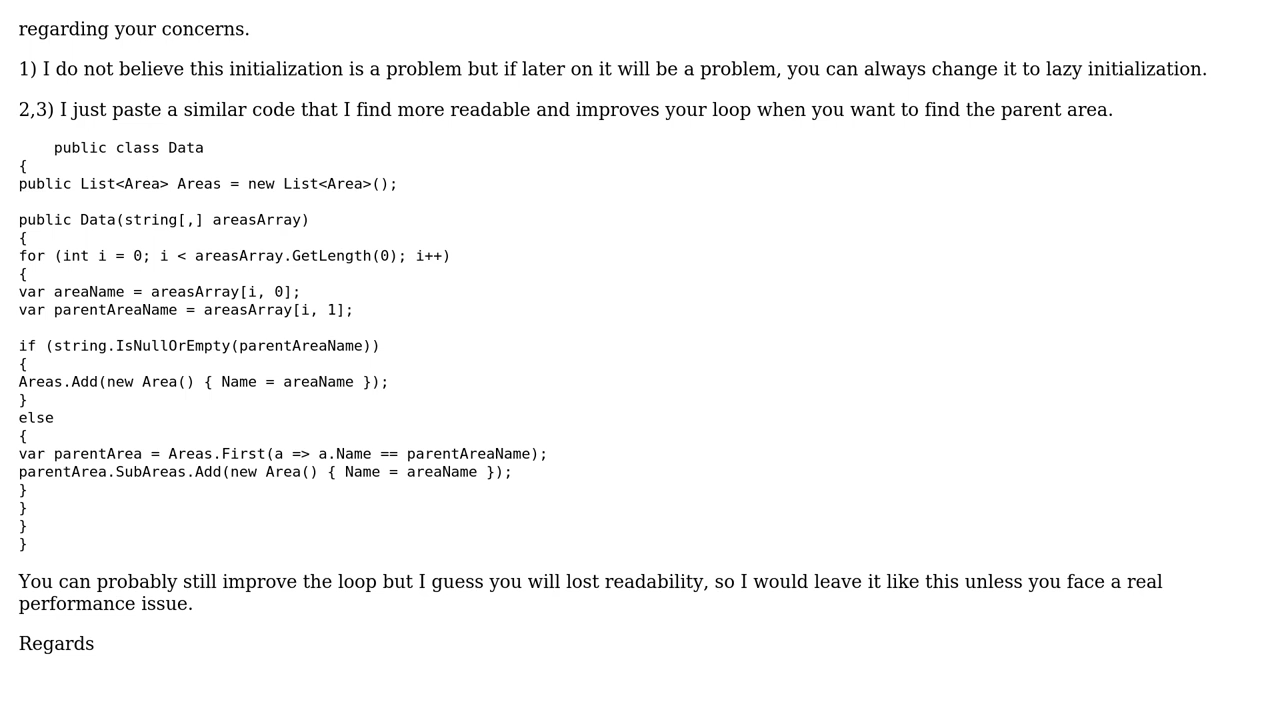 regarding your concerns.
1) I do not believe this initialization is a problem but if later on it will be a problem, you can always change it to lazy initialization.
2,3) I just paste a similar code that I find more readable and improves your loop when you want to find the parent area.
    public class Data
{
public List<Area> Areas = new List<Area>();

public Data(string[,] areasArray)
{
for (int i = 0; i < areasArray.GetLength(0); i++)
{
var areaName = areasArray[i, 0];
var parentAreaName = areasArray[i, 1];

if (string.IsNullOrEmpty(parentAreaName))
{
Areas.Add(new Area() { Name = areaName });
}
else
{
var parentArea = Areas.First(a => a.Name == parentAreaName);
parentArea.SubAreas.Add(new Area() { Name = areaName });
}
}
}
}
You can probably still improve the loop but I guess you will lost readability, so I would leave it like this unless you face a real
performance issue.
Regards